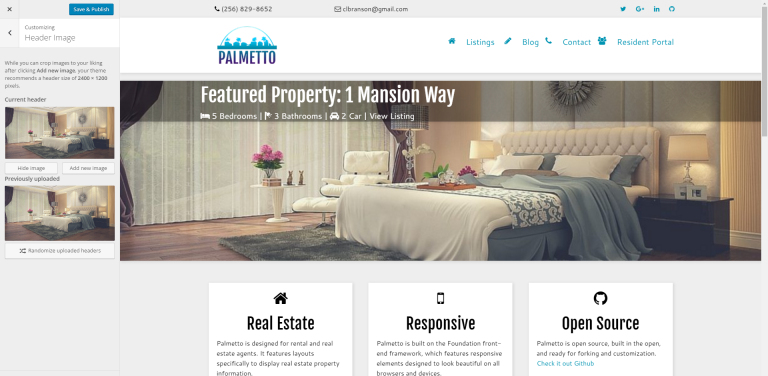 Save & Publish
Customizing
Header Image
While you can crop images to your liking
after clicking Add new image, your theme
recommends a header size of 2400 × 1200
pixels.
Current header
Hide image
Add new image
Previously uploaded
Randomize uploaded headers
(256) 829-8652
clbranson@gmail.com
PALMETTO
Listings
Blog
Contact
Resident Portal
Featured Property: 1 Mansion Way
5 Bedrooms | 3 Bathrooms | 2 Car | View Listing
Real Estate
Palmetto is designed for rental and real
estate agents. It features layouts
specifically to display real estate property
information.
Responsive
Palmetto is built on the Foundation front-
end framework, which features responsive
elements designed to look beautiful on all
browsers and devices.
Open Source
Palmetto is open source, built in the open,
and ready for forking and customization.
Check it out Github